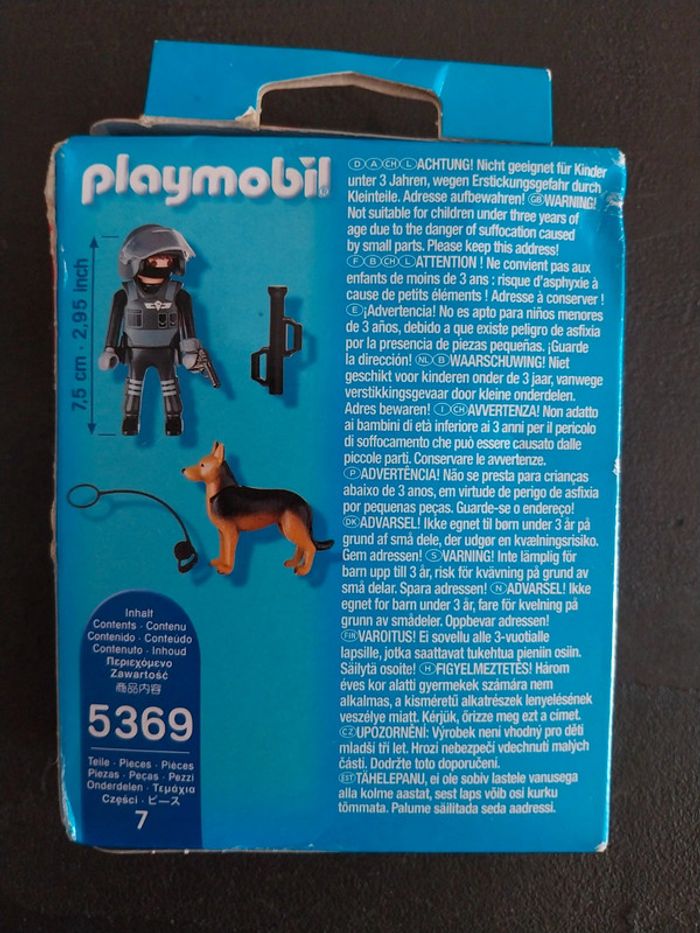 playmobil®
7,5 cm · 2,95 inch
Inhalt
Contents · Contenu
Contenido · Conteúdo
Contenuto · Inhoud
Περιεχόμενο
Zawartość
商品内容
5369
Teile · Pieces · Pièces
Piezas · Peças · Pezzi
Onderdelen · Τεμάχια
Części · ピース
7
D A CH L ACHTUNG! Nicht geeignet für Kinder
unter 3 Jahren, wegen Erstickungsgefahr durch
Kleinteile. Adresse aufbewahren! GB WARNING!
Not suitable for children under three years of
age due to the danger of suffocation caused
by small parts. Please keep this address!
F B CH L ATTENTION ! Ne convient pas aux
enfants de moins de 3 ans : risque d'asphyxie à
cause de petits éléments ! Adresse à conserver !
E ¡Advertencia! No es apto para niños menores
de 3 años, debido a que existe peligro de asfixia
por la presencia de piezas pequeñas. ¡Guarde
la dirección! NL B WAARSCHUWING! Niet
geschikt voor kinderen onder de 3 jaar, vanwege
verstikkingsgevaar door kleine onderdelen.
Adres bewaren! I CH AVVERTENZA! Non adatto
ai bambini di età inferiore ai 3 anni per il pericolo
di soffocamento che può essere causato dalle
piccole parti. Conservare le avvertenze.
P ADVERTÊNCIA! Não se presta para crianças
abaixo de 3 anos, em virtude de perigo de asfixia
por pequenas peças. Guarde-se o endereço!
DK ADVARSEL! Ikke egnet til børn under 3 år på
grund af små dele, der udgør en kvælningsrisiko.
Gem adressen! S VARNING! Inte lämplig för
barn upp till 3 år, risk för kvävning på grund av
små delar. Spara adressen! N ADVARSEL! Ikke
egnet for barn under 3 år, fare for kvelning på
grunn av smådeler. Oppbevar adressen!
FIN VAROITUS! Ei sovellu alle 3-vuotialle
lapsille, jotka saattavat tukehtua pieniin osiin.
Säilytä osoite! H FIGYELMEZTETÉS! Három
éves kor alatti gyermekek számára nem
alkalmas, a kisméretű alkatrészek lenyelésének
veszélye miatt. Kérjük, őrizze meg ezt a címet.
CZ UPOZORNĚNÍ: Výrobek není vhodný pro děti
mladší tří let. Hrozí nebezpečí vdechnutí malých
částí. Dodržte toto doporučení.
EST TÄHELEPANU, ei ole sobiv lastele vanusega
alla kolme aastat, sest laps võib osi kurku
tõmmata. Palume säilitada seda aadressi.